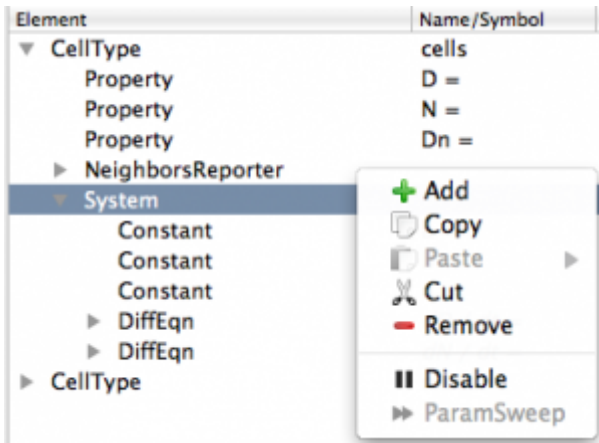 Element Name/Symbol
CellType cells
Property D =
Property N =
Property Dn =
NeighborsReporter
System
Constant
Constant
Constant
DiffEqn
DiffEqn
CellType
Add
Copy
Paste
Cut
Remove
Disable
ParamSweep